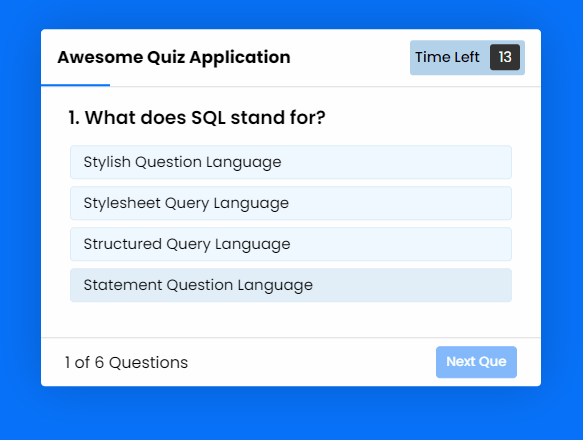 Awesome Quiz Application
Time Left 13
1. What does SQL stand for?
Stylish Question Language
Stylesheet Query Language
Structured Query Language
Statement Question Language
1 of 6 Questions
Next Que